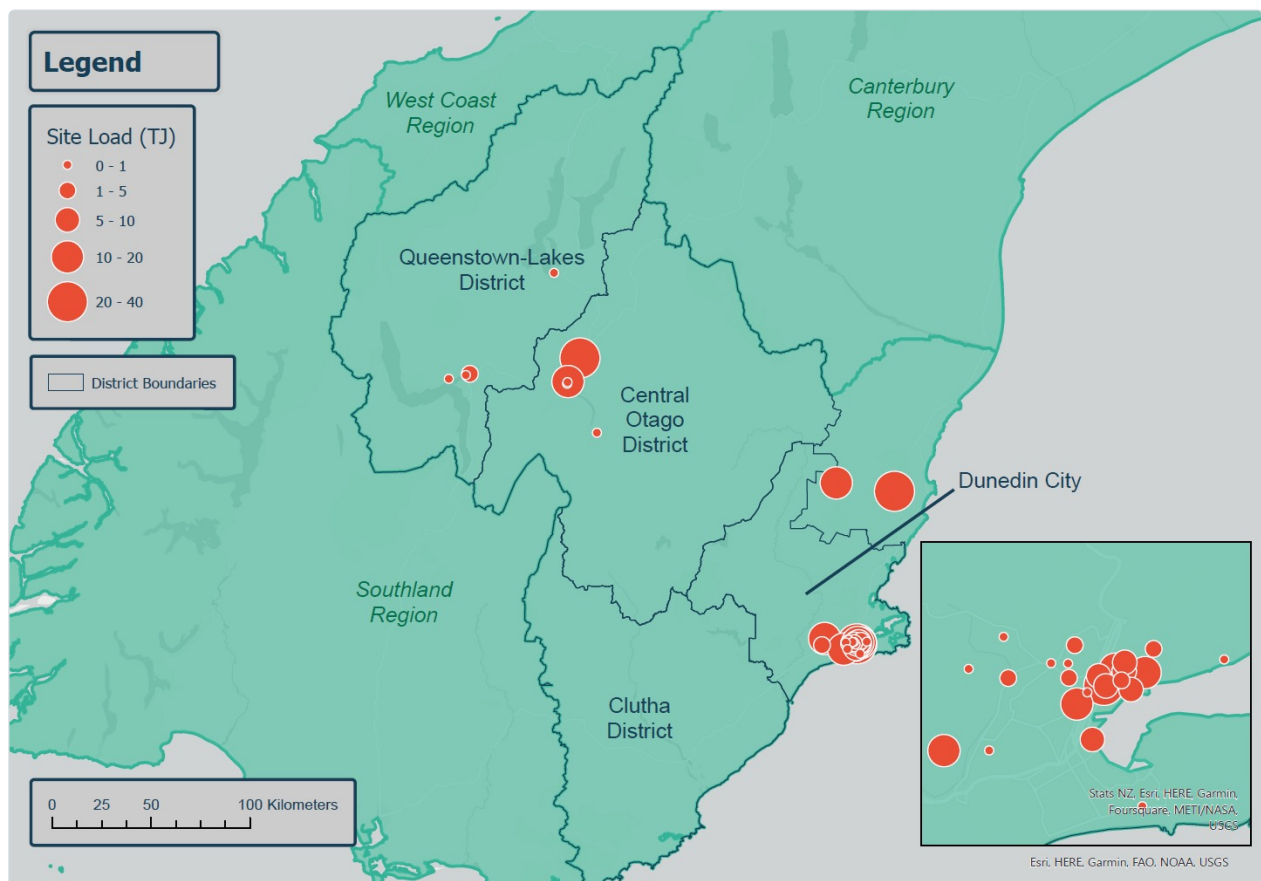 Legend
Site Load (TJ)
0 - 1
1 - 5
5 - 10
10 - 20
20 - 40
District Boundaries
West Coast
Region
Canterbury
Region
Queenstown-Lakes
District
Central
Otago
District
Dunedin City
Southland
Region
Clutha
District
0 25 50 100 Kilometers
Stats NZ, Esri, HERE, Garmin,
Foursquare, METI/NASA,
USGS
Esri, HERE, Garmin, FAO, NOAA, USGS